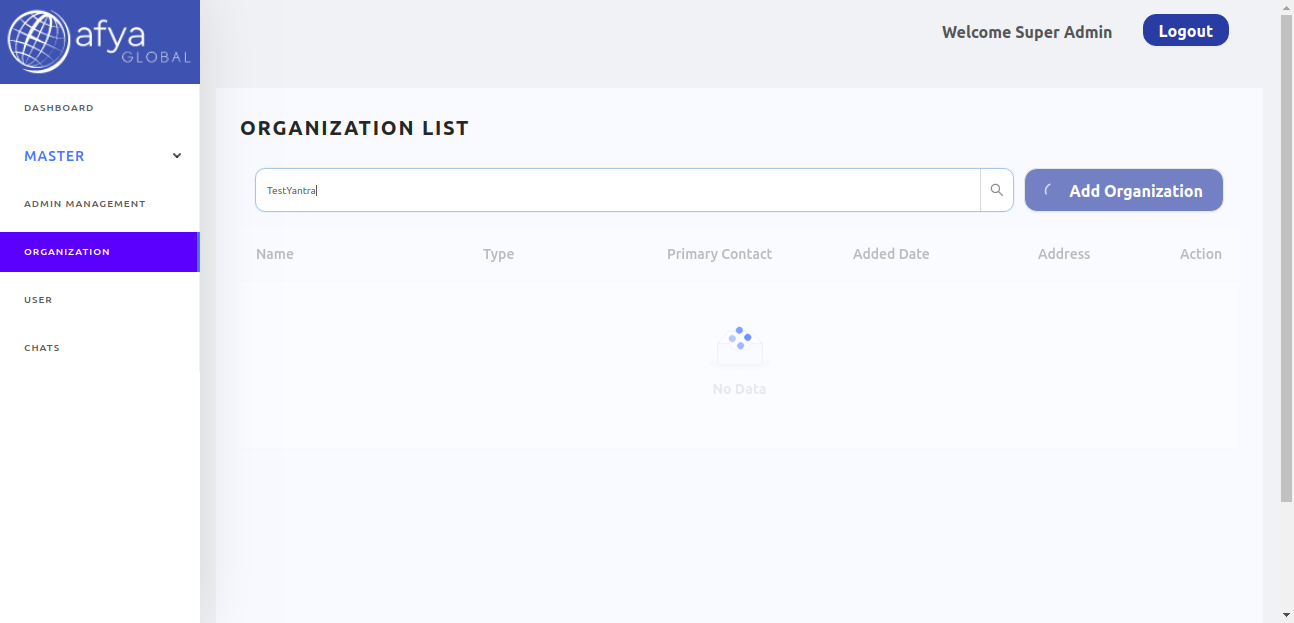 afya
GLOBAL
Welcome Super Admin
Logout
DASHBOARD
MASTER
ADMIN MANAGEMENT
ORGANIZATION
USER
CHATS
ORGANIZATION LIST
TestYantra
Add Organization
Name Type Primary Contact Added Date Address Action
No Data